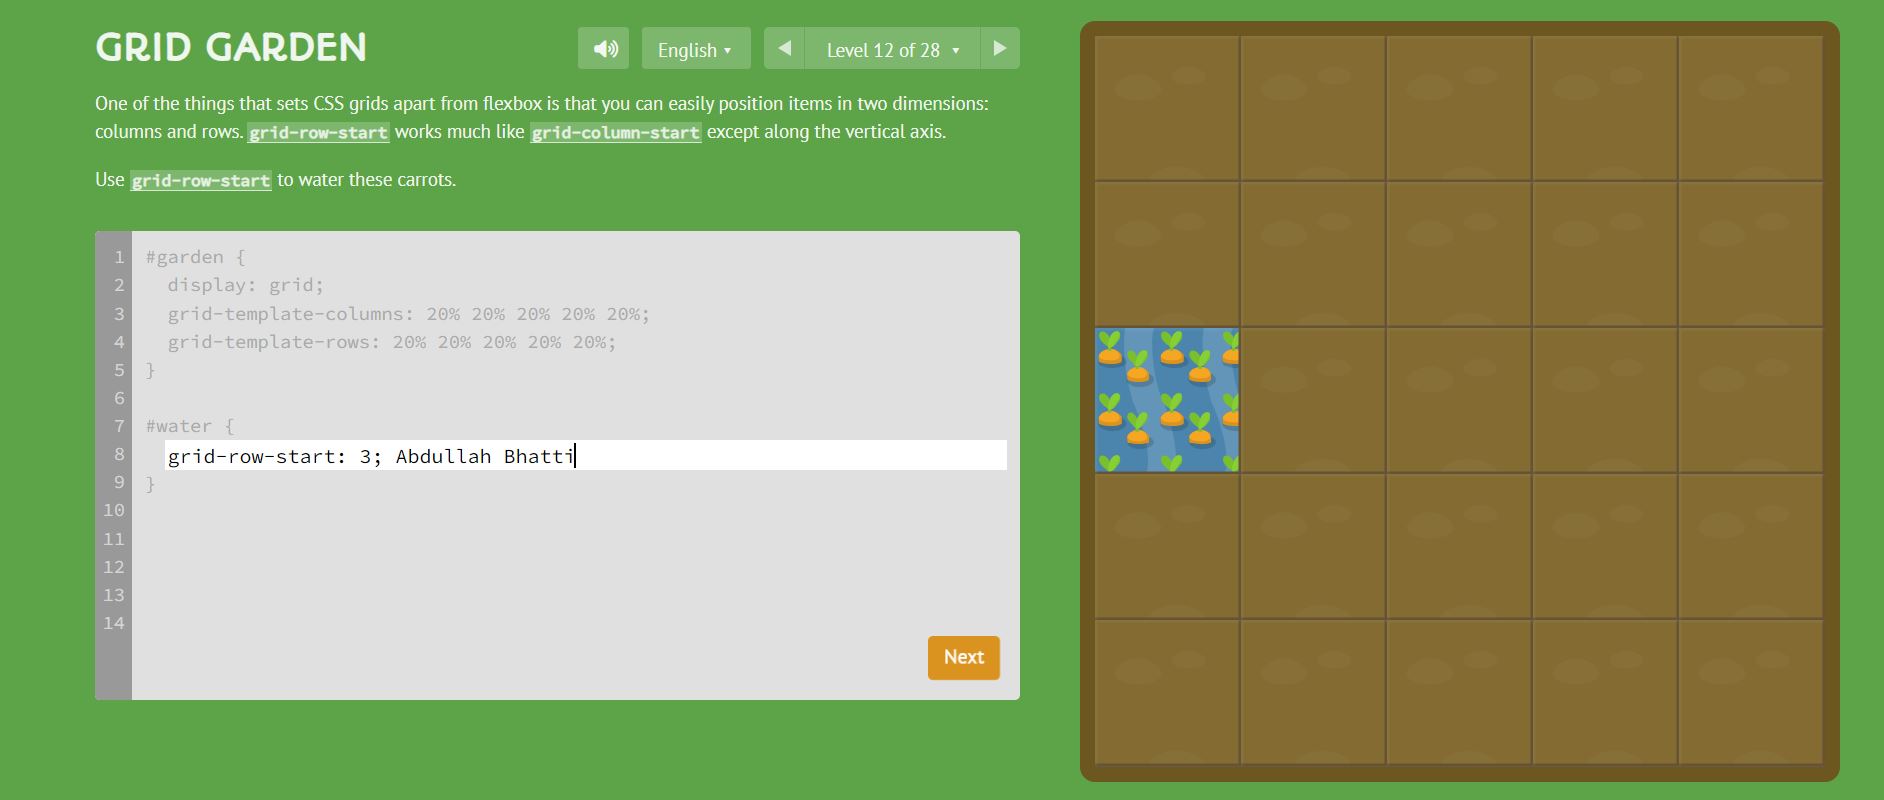 GRID GARDEN
English ▾
Level 12 of 28 ▾
One of the things that sets CSS grids apart from flexbox is that you can easily position items in two dimensions:
columns and rows. grid-row-start works much like grid-column-start except along the vertical axis.
Use grid-row-start to water these carrots.
1 #garden {
2 display: grid;
3 grid-template-columns: 20% 20% 20% 20% 20%;
4 grid-template-rows: 20% 20% 20% 20% 20%;
5 }
6
7 #water {
8 grid-row-start: 3; Abdullah Bhatti
9 }
10
11
12
13
14
Next